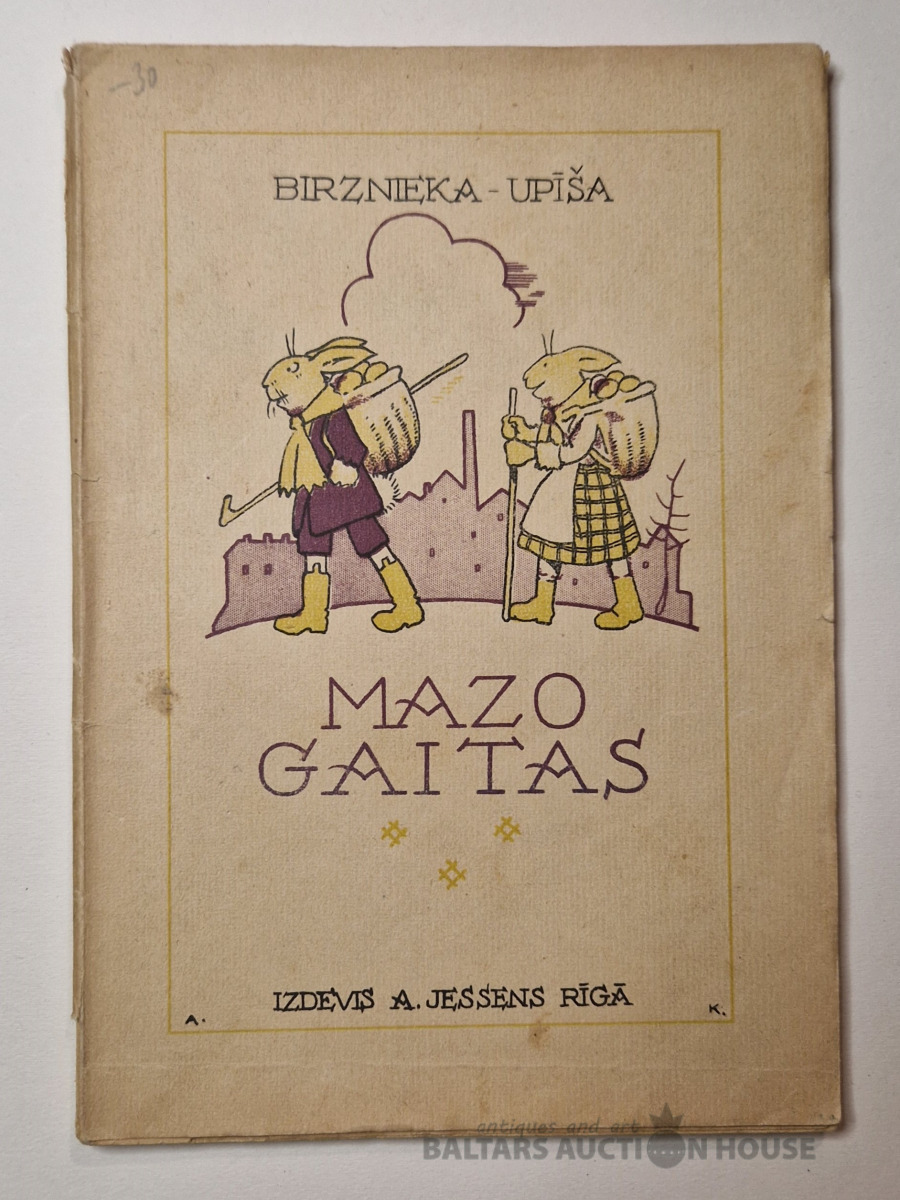 –30
BIRZNIEKA - UPĪŠA
MAZO
GAITAS
IZDEVIS A. JESSENS RĪGĀ
A.
K.
antiques and art
BALTARS AUCTION HOUSE